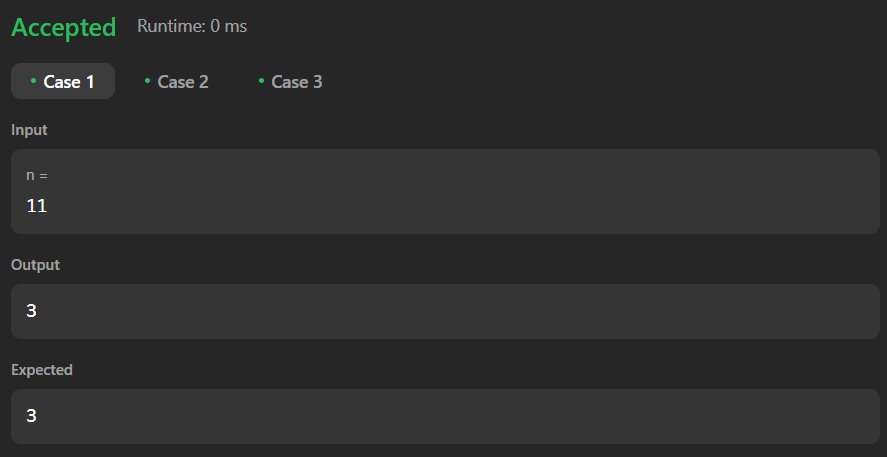 Accepted Runtime: 0 ms
• Case 1 • Case 2 • Case 3
Input
n =
11
Output
3
Expected
3